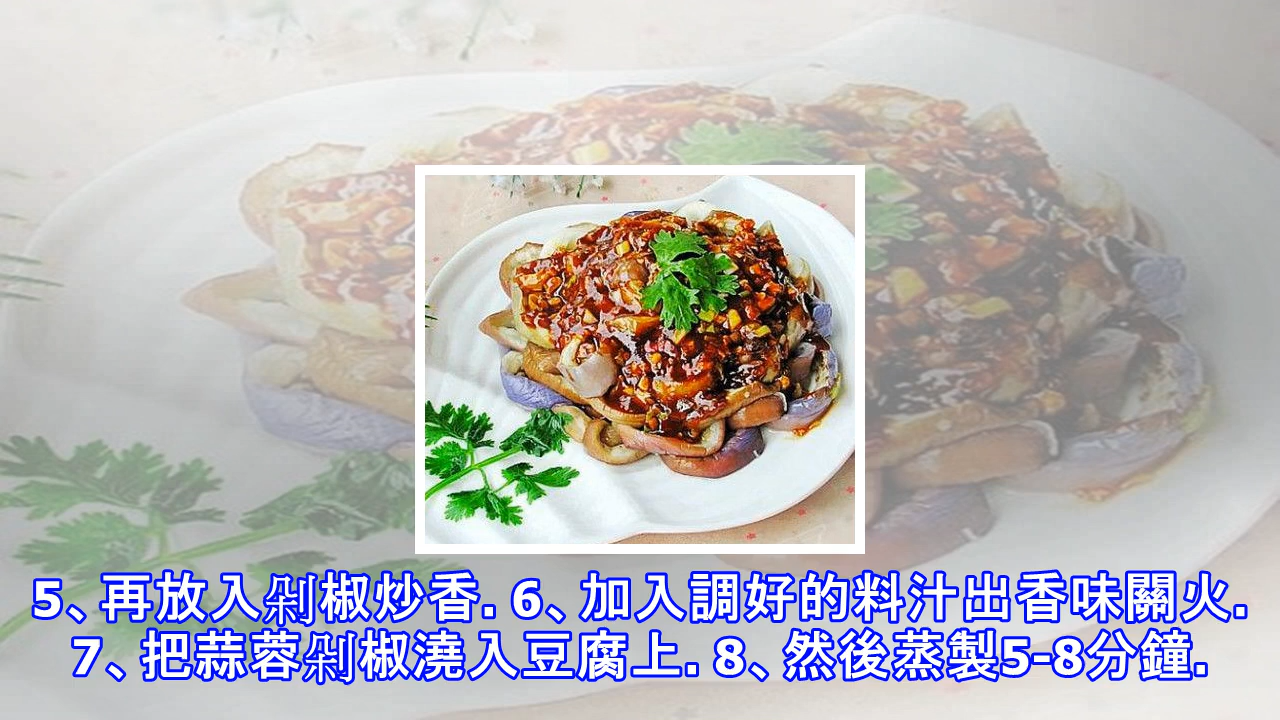 5、再放入剁椒炒香. 6、加入調好的料汁出香味關火.
7、把蒜蓉剁椒澆入豆腐上. 8、然後蒸製5-8分鐘.